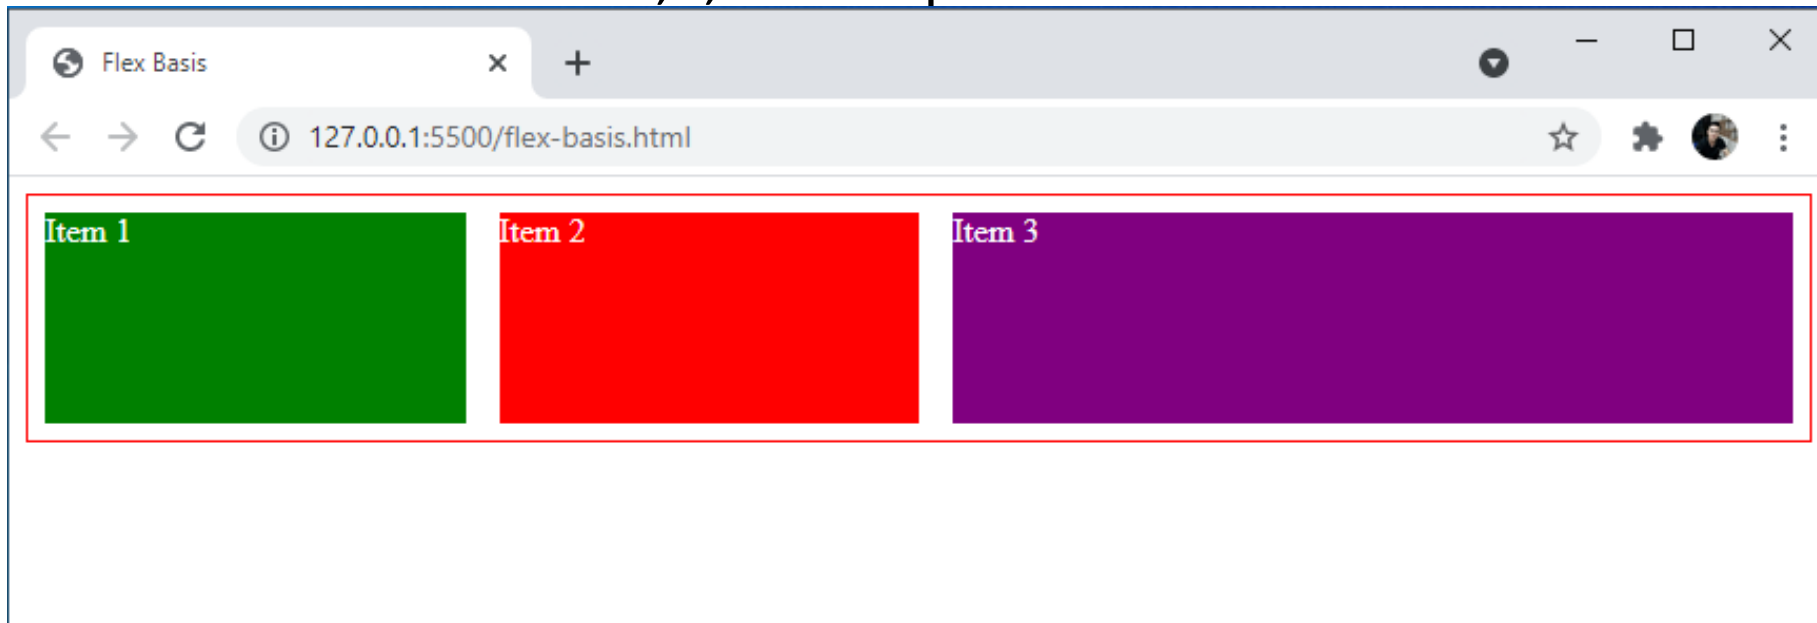 Flex Basis
127.0.0.1:5500/flex-basis.html
Item 1
Item 2
Item 3